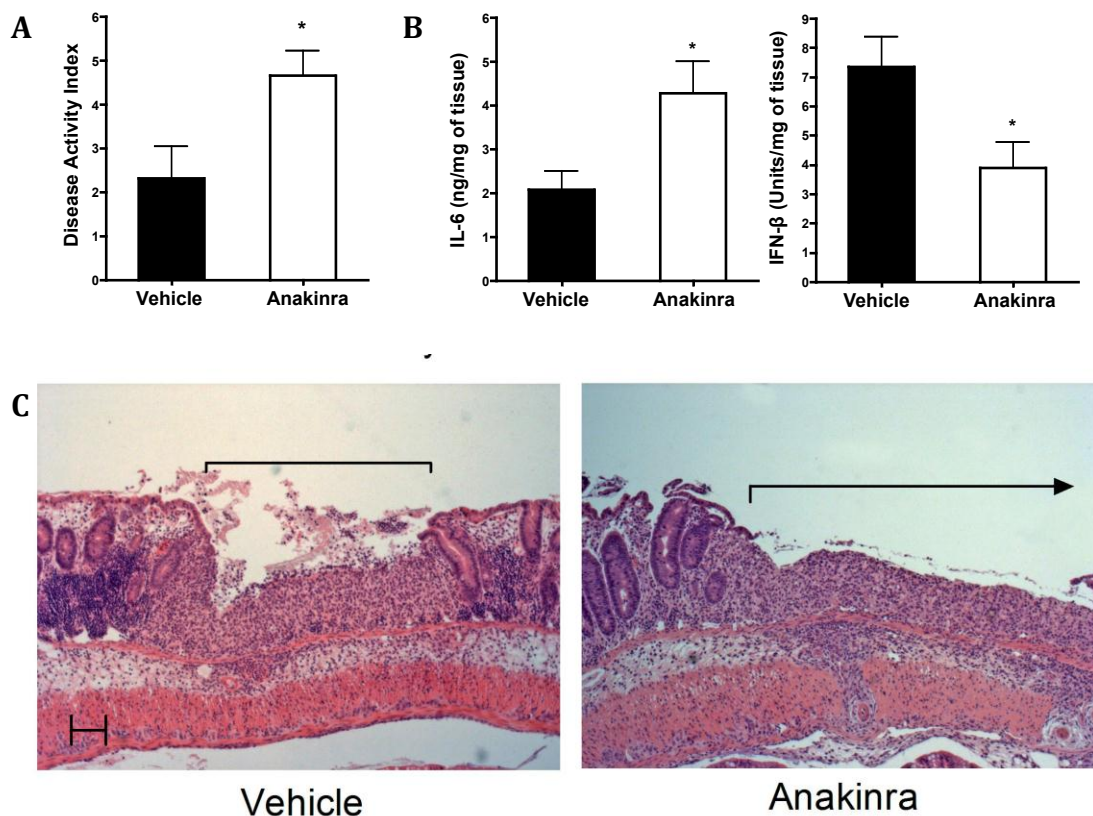 A
Disease Activity Index
6
5
4
3
2
1
0
Vehicle
Anakinra
*
B
IL-6 (ng/mg of tissue)
6
5
4
3
2
1
0
Vehicle
Anakinra
*
IFN-β (Units/mg of tissue)
9
8
7
6
5
4
3
2
1
0
Vehicle
Anakinra
*
C
Vehicle
Anakinra